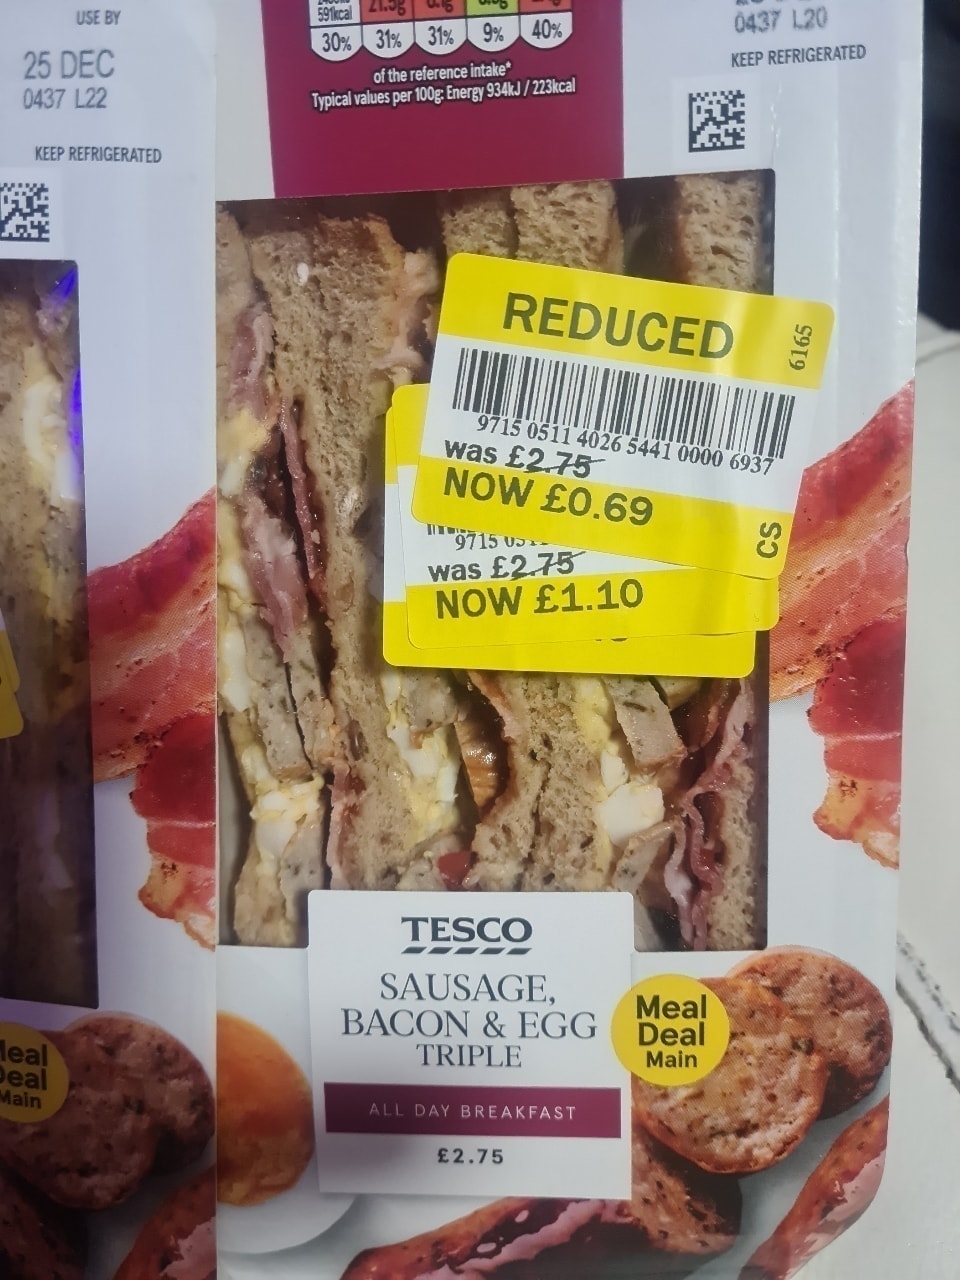 USE BY
25 DEC
0437 L22
KEEP REFRIGERATED
Meal
Deal
Main
591kcal
21.5g
30%
31%
31%
9%
40%
of the reference intake*
Typical values per 100g: Energy 934kJ / 223kcal
0437 L20
KEEP REFRIGERATED
REDUCED
6165
9715 0511 4026 5441 0000 6937
was £2.75
NOW £0.69
CS
9715
was £2.75
NOW £1.10
TESCO
SAUSAGE,
BACON & EGG
TRIPLE
ALL DAY BREAKFAST
£2.75
Meal
Deal
Main